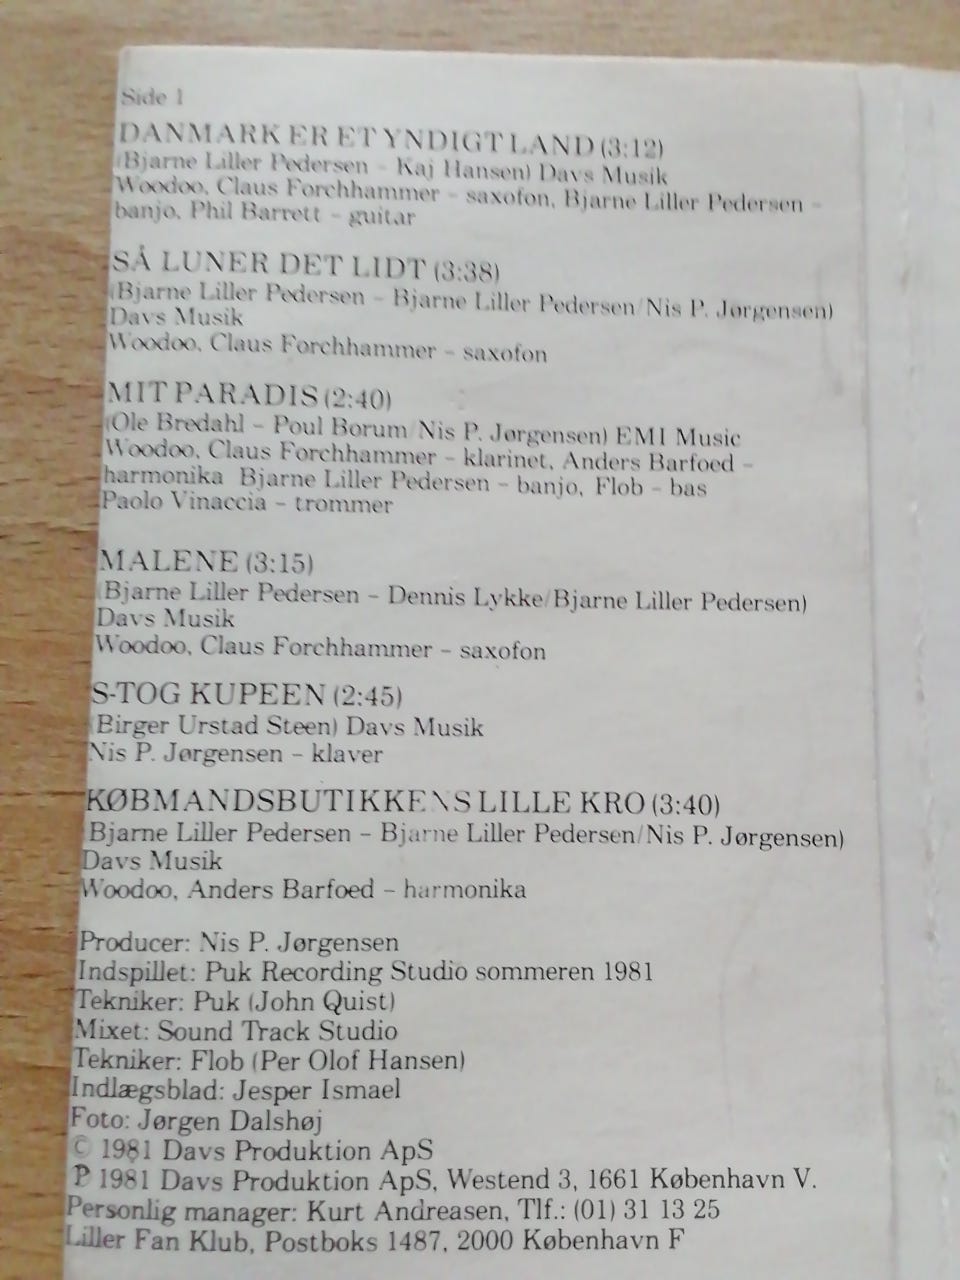 Side 1
DANMARK ER ET YNDIGT LAND (3:12)
(Bjarne Liller Pedersen – Kaj Hansen) Davs Musik
Woodoo, Claus Forchhammer – saxofon, Bjarne Liller Pedersen –
banjo, Phil Barrett – guitar
SÅ LUNER DET LIDT (3:38)
(Bjarne Liller Pedersen – Bjarne Liller Pedersen/Nis P. Jørgensen)
Davs Musik
Woodoo, Claus Forchhammer – saxofon
MIT PARADIS (2:40)
(Ole Bredahl – Poul Borum/Nis P. Jørgensen) EMI Music
Woodoo, Claus Forchhammer – klarinet, Anders Barfoed –
harmonika Bjarne Liller Pedersen – banjo, Flob – bas
Paolo Vinaccia – trommer
MALENE (3:15)
(Bjarne Liller Pedersen – Dennis Lykke/Bjarne Liller Pedersen)
Davs Musik
Woodoo, Claus Forchhammer – saxofon
S-TOG KUPEEN (2:45)
(Birger Urstad Steen) Davs Musik
Nis P. Jørgensen – klaver
KØBMANDSBUTIKKENS LILLE KRO (3:40)
Bjarne Liller Pedersen – Bjarne Liller Pedersen/Nis P. Jørgensen)
Davs Musik
Woodoo, Anders Barfoed – harmonika
Producer: Nis P. Jørgensen
Indspillet: Puk Recording Studio sommeren 1981
Tekniker: Puk (John Quist)
Mixet: Sound Track Studio
Tekniker: Flob (Per Olof Hansen)
Indlægsblad: Jesper Ismael
Foto: Jørgen Dalshøj
© 1981 Davs Produktion ApS
℗ 1981 Davs Produktion ApS, Westend 3, 1661 København V.
Personlig manager: Kurt Andreasen, Tlf.: (01) 31 13 25
Liller Fan Klub, Postboks 1487, 2000 København F